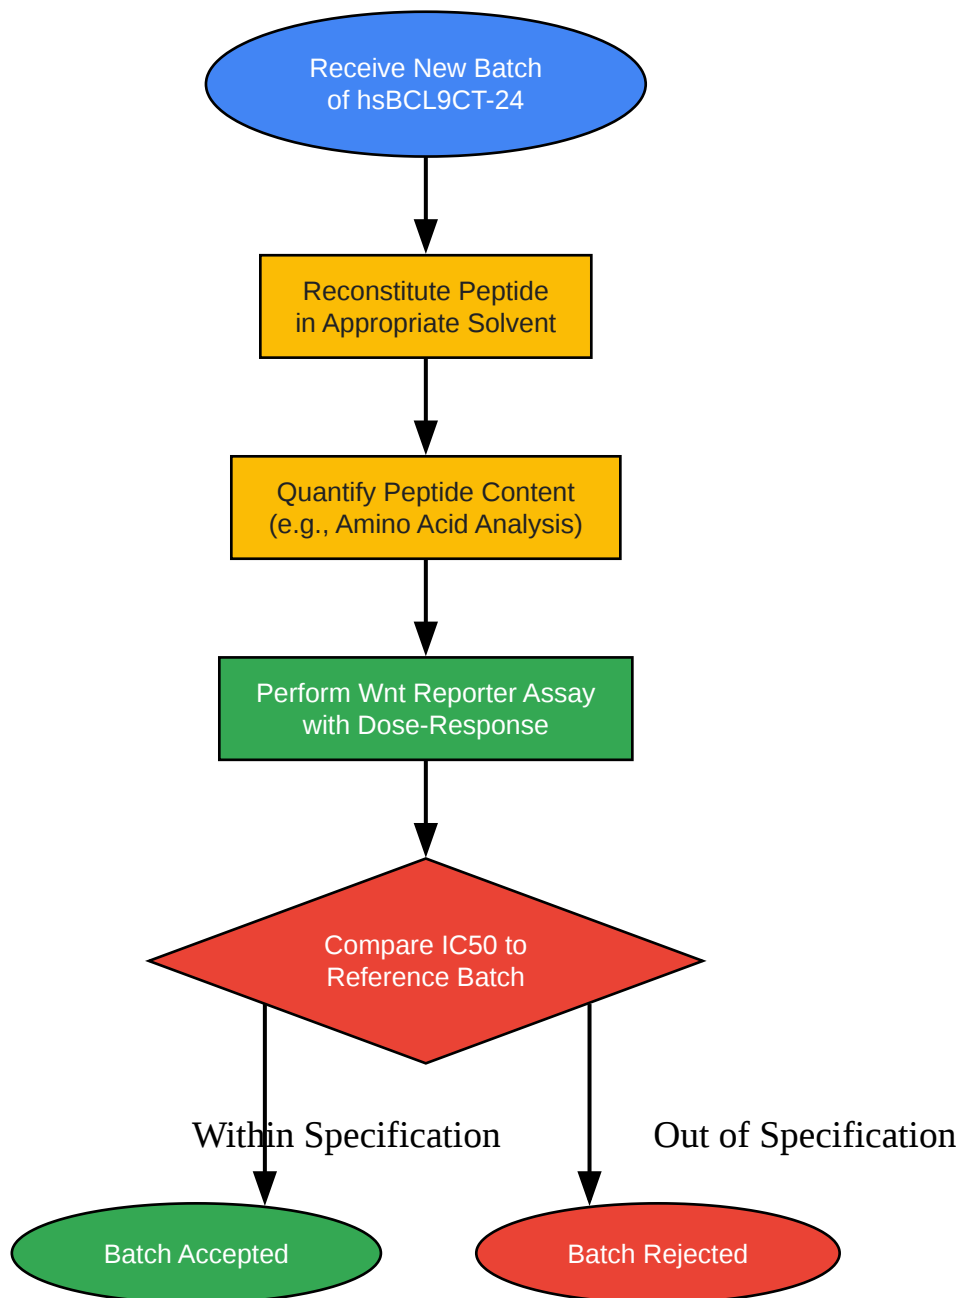 Receive New Batch
of hsBCL9CT-24
Reconstitute Peptide
in Appropriate Solvent
Quantify Peptide Content
(e.g., Amino Acid Analysis)
Perform Wnt Reporter Assay
with Dose-Response
Compare IC50 to
Reference Batch
Within Specification
Out of Specification
Batch Accepted
Batch Rejected